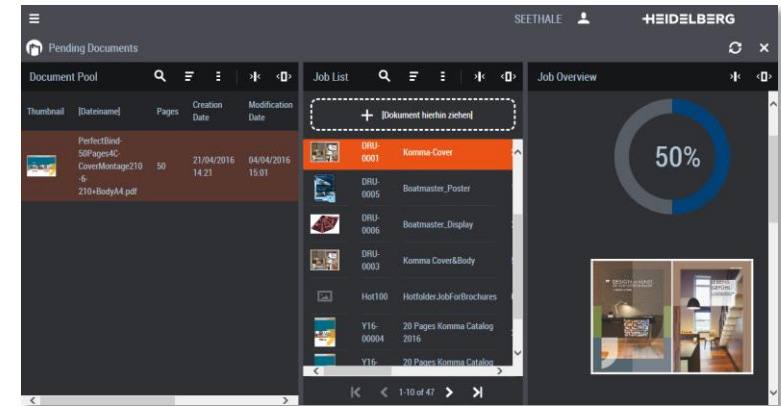 SEETHALE
HEIDELBERG
Pending Documents
Document Pool
Job List
Job Overview
Thumbnail
[Dateiname]
Pages
Creation
Date
Modification
Date
[Dokument hierhin ziehen]
PerfectBind-
50Pages4C-
CoverMontage210
-6-
210+BodyA4.pdf
50
21/04/2016
14:21
04/04/2016
15:01
DRU-
0001
Komma-Cover
DRU-
0005
Boatmaster_Poster
DRU-
0006
Boatmaster_Display
DRU-
0003
Komma Cover&Body
Hot100
HotfolderJobForBrochures
Y16-
00004
20 Pages Komma Catalog
2016
Y16-
20 Pages Komma Catalog
1-10 of 47
50%
DESIGN